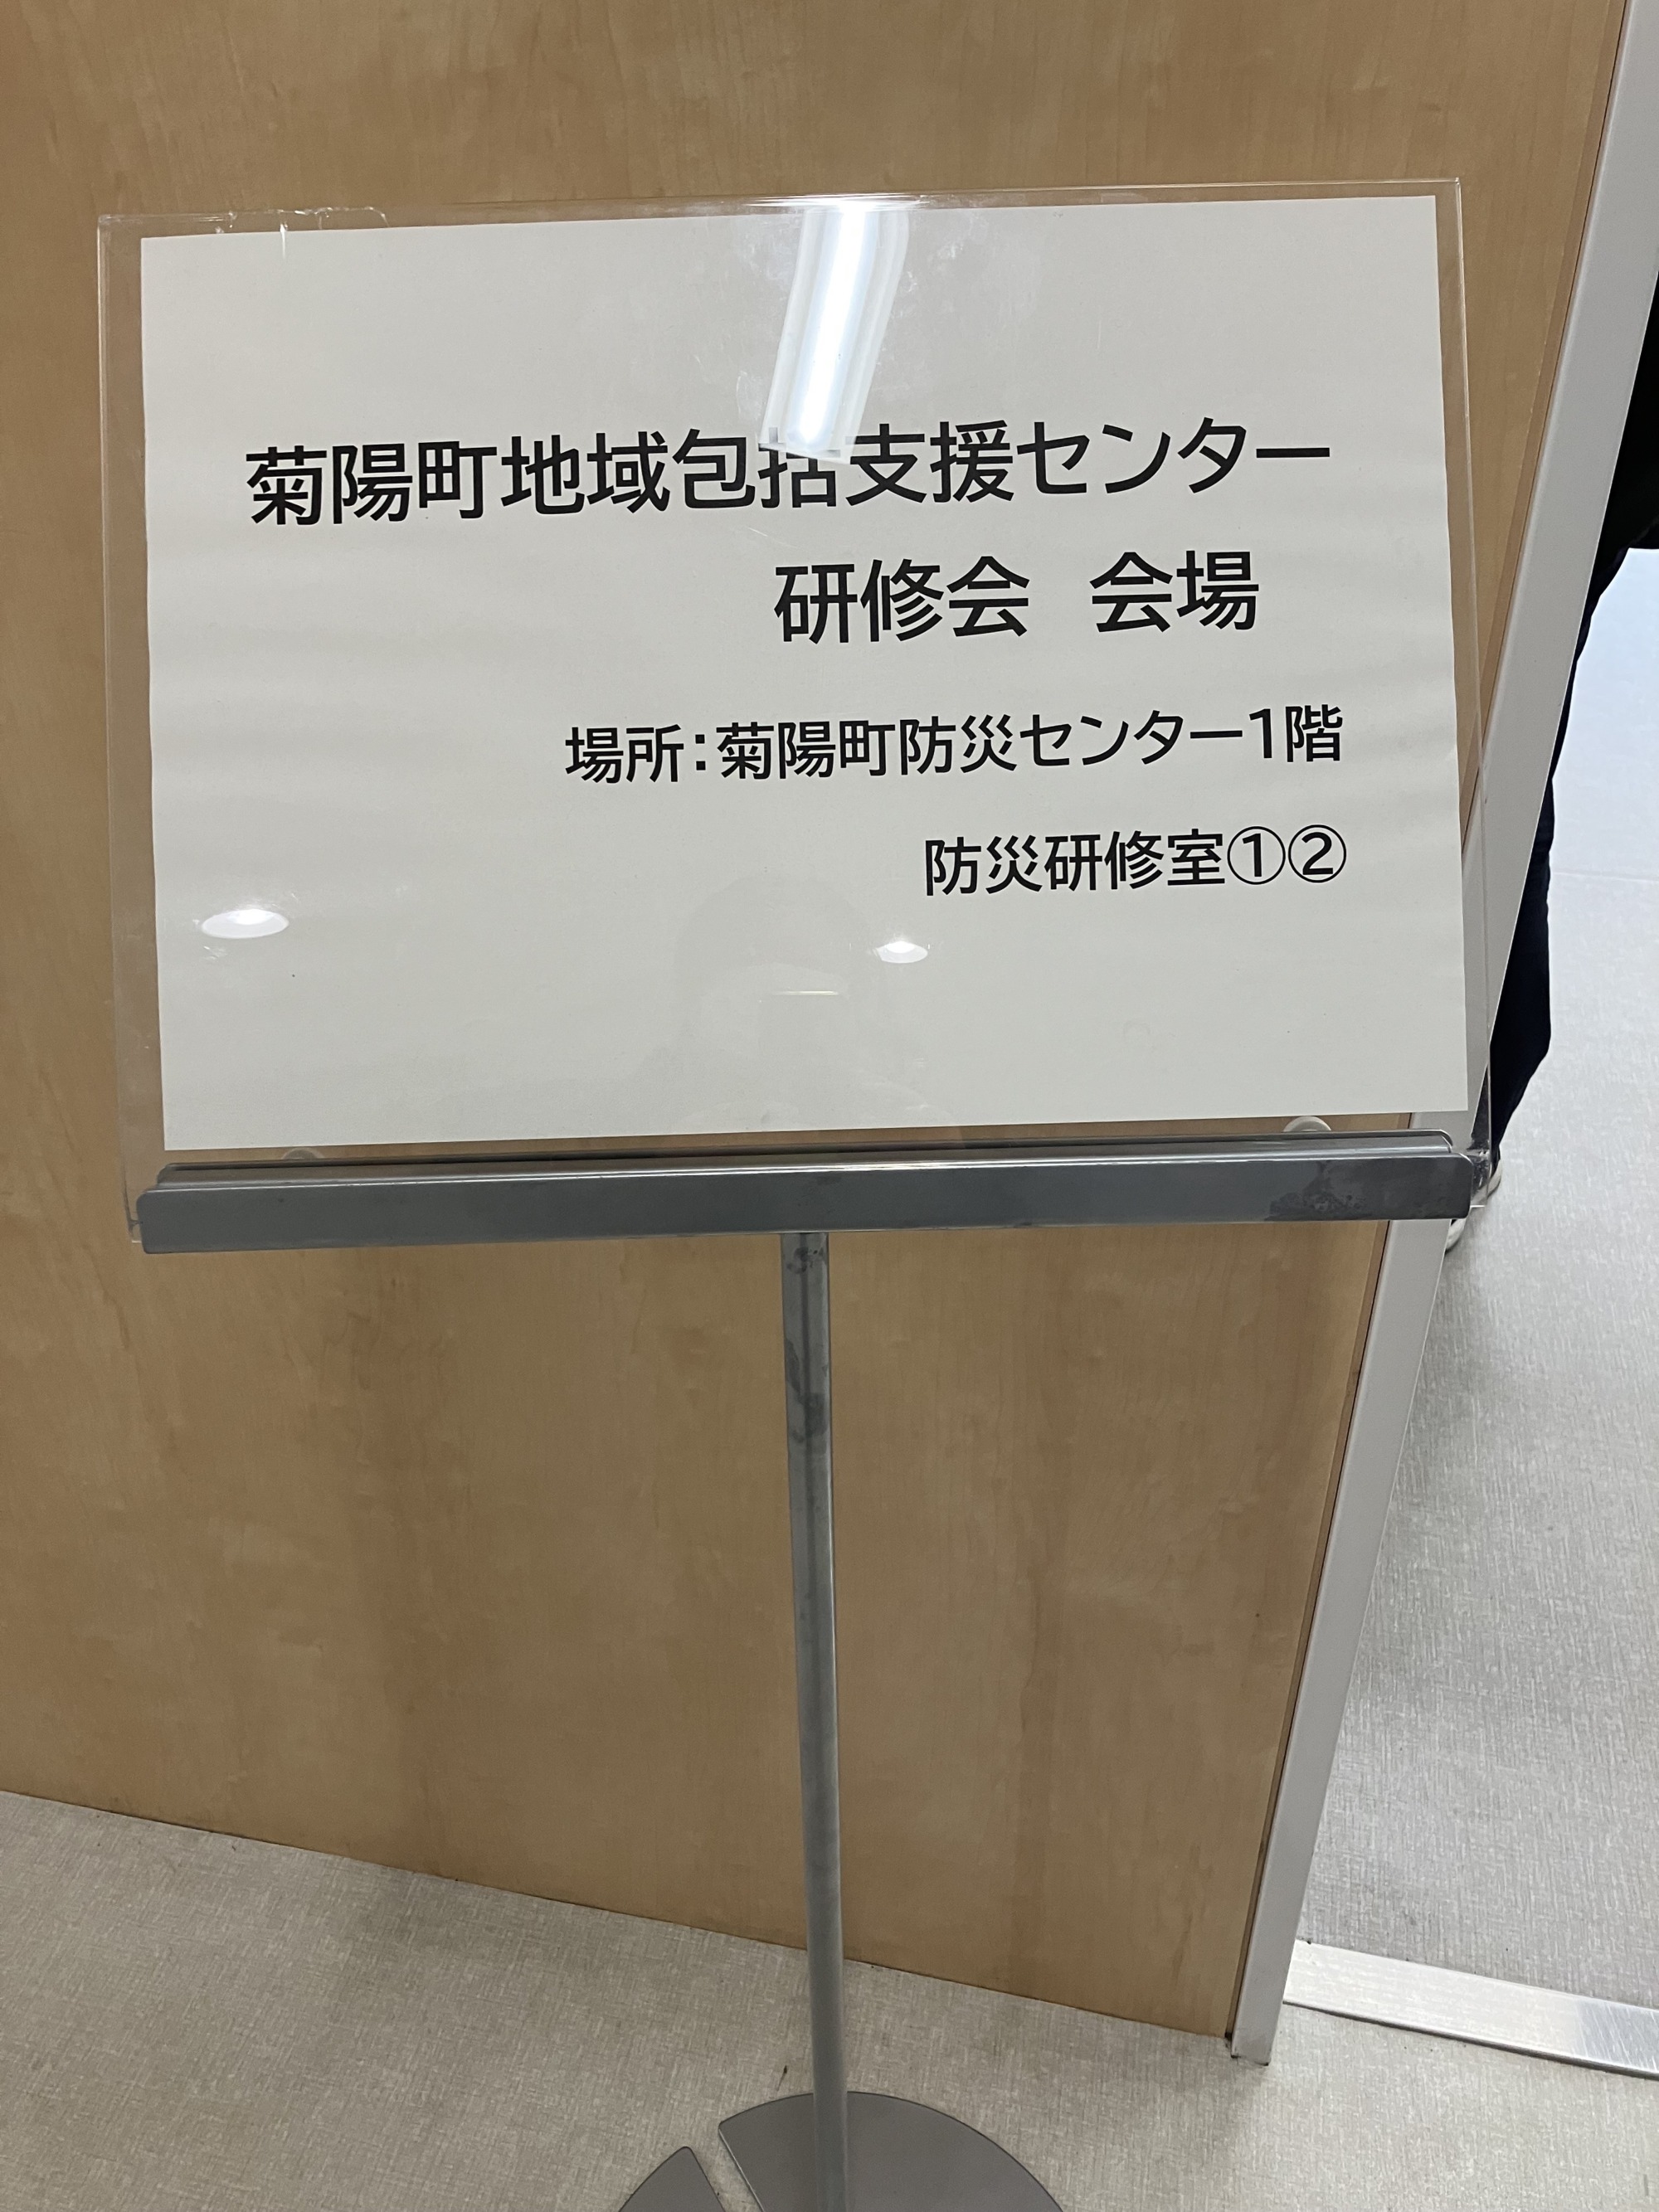 菊陽町地域包括支援センター
研修会　会場
場所：菊陽町防災センター1階
防災研修室①②